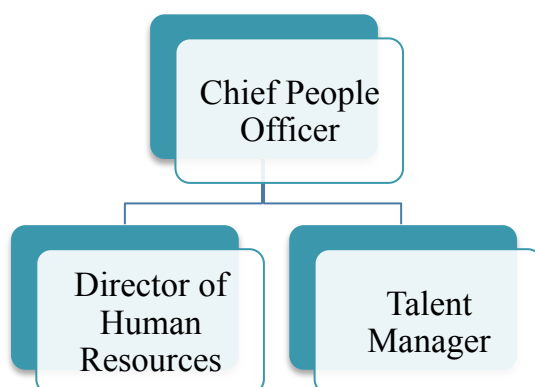 Chief People
Officer
Director of
Human
Resources
Talent
Manager